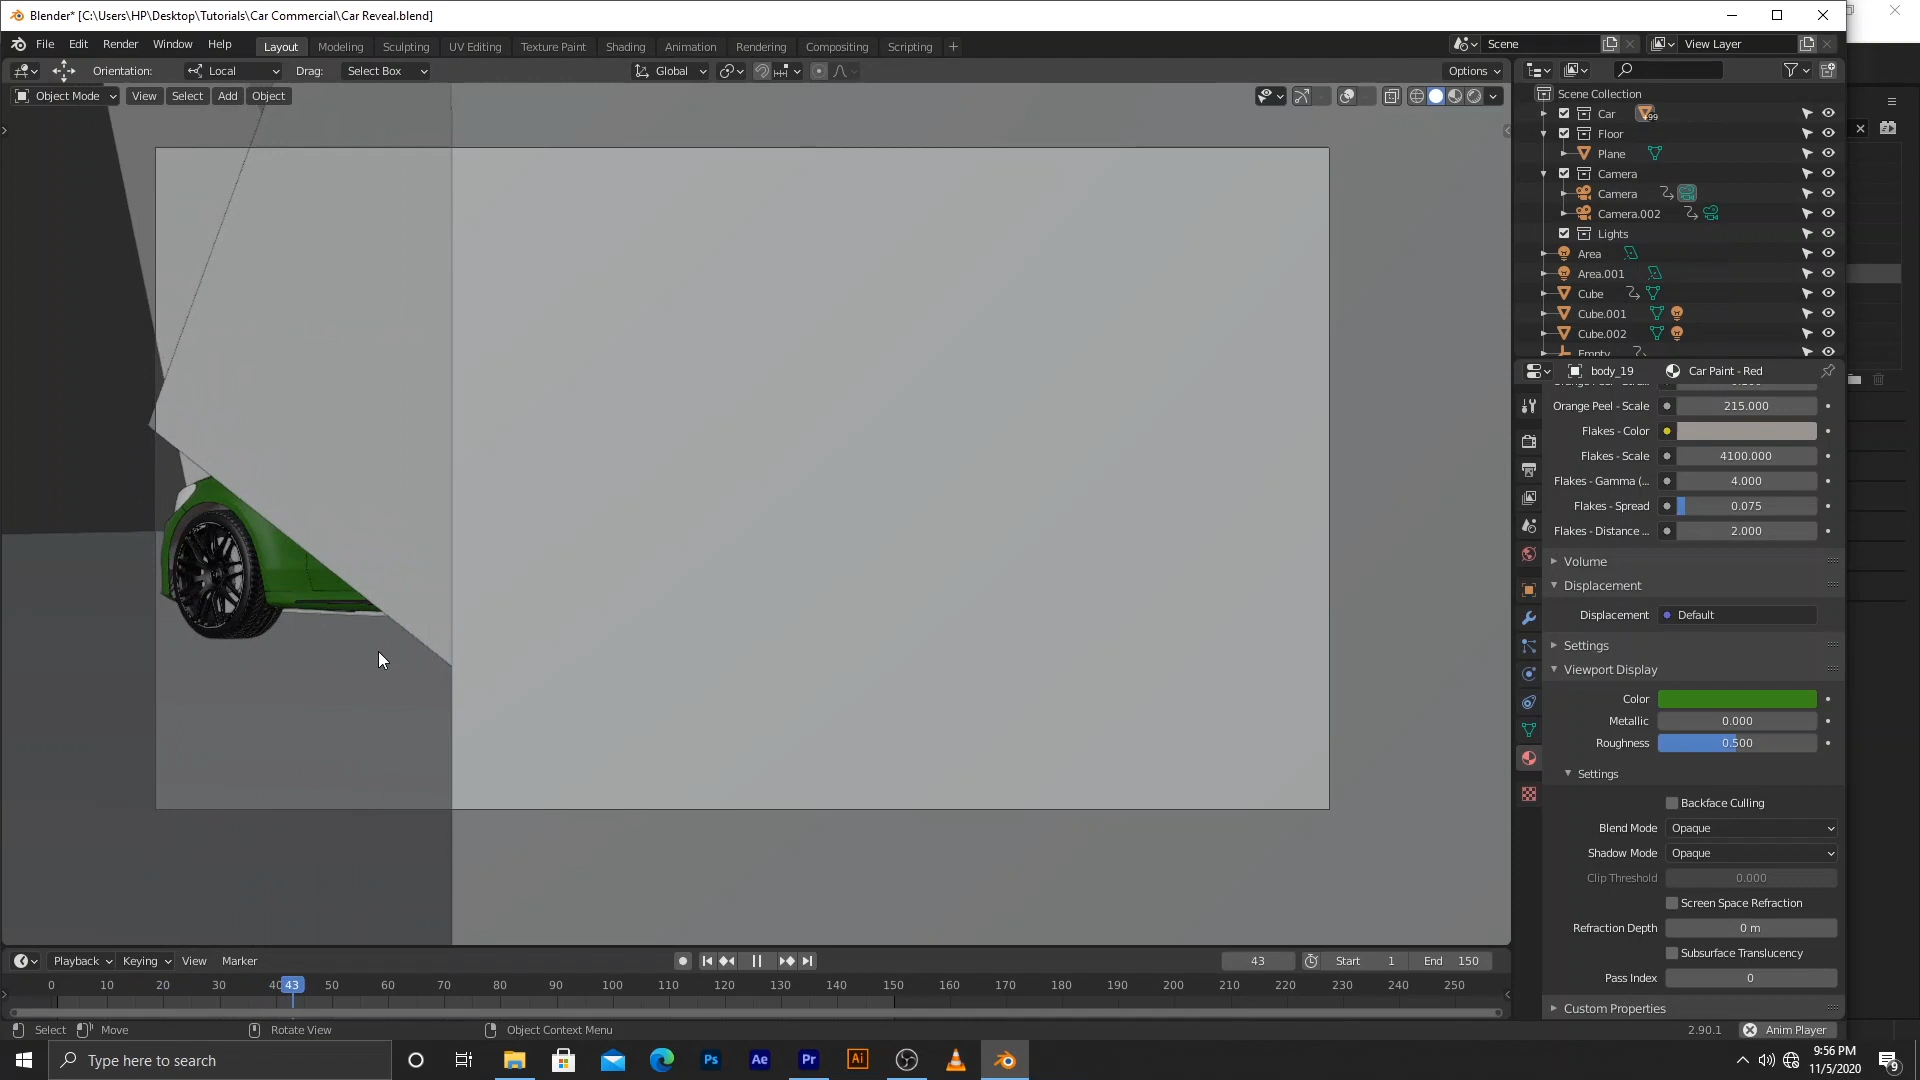 Blender* [C:\Users\HP\Desktop\Tutorials\Car Commercial\Car Reveal.blend]
File Edit Render Window Help Layout Modeling Sculpting UV Editing Texture Paint Shading Animation Rendering Compositing Scripting + Scene View Layer
Orientation: Local Drag: Select Box Global Options
Object Mode View Select Add Object
Scene Collection
Car +99
Floor
Plane
Camera
Camera
Camera.002
Lights
Area
Area.001
Cube
Cube.001
Cube.002
Empty
body_19 Car Paint - Red
Orange Peel - Scale 215.000
Flakes - Color
Flakes - Scale 4100.000
Flakes - Gamma (... 4.000
Flakes - Spread 0.075
Flakes - Distance ... 2.000
Volume
Displacement
Displacement Default
Settings
Viewport Display
Color
Metallic 0.000
Roughness 0.500
Settings
Backface Culling
Blend Mode Opaque
Shadow Mode Opaque
Clip Threshold 0.000
Screen Space Refraction
Refraction Depth 0 m
Subsurface Translucency
Pass Index 0
Custom Properties
Playback Keying View Marker 43 Start 1 End 150
0 10 20 30 40 43 50 60 70 80 90 100 110 120 130 140 150 160 170 180 190 200 210 220 230 240 250
Select Move Rotate View Object Context Menu 2.90.1 Anim Player
Type here to search Ps Ae Pr Ai 9:56 PM
11/5/2020 9